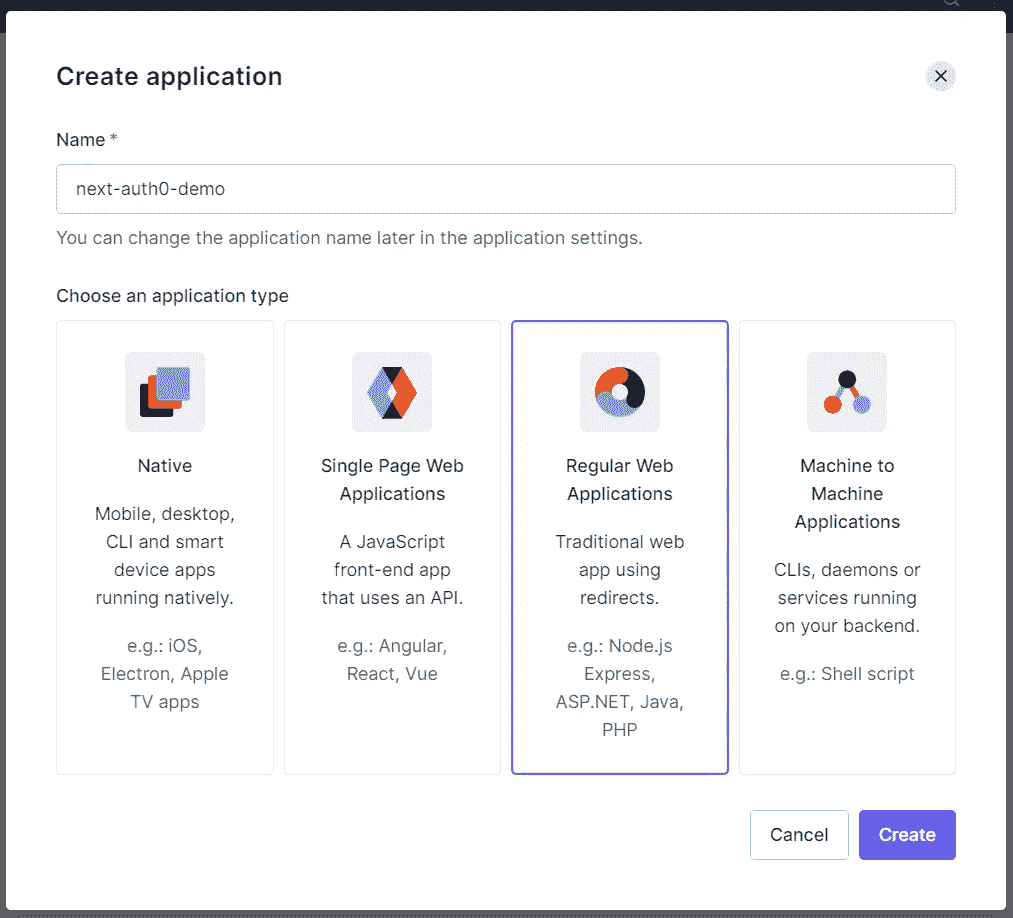 Create application
Name *
next-auth0-demo
You can change the application name later in the application settings.
Choose an application type
Native
Mobile, desktop,
CLI and smart
device apps
running natively.
e.g.: iOS,
Electron, Apple
TV apps
Single Page Web
Applications
A JavaScript
front-end app
that uses an API.
e.g.: Angular,
React, Vue
Regular Web
Applications
Traditional web
app using
redirects.
e.g.: Node.js
Express,
ASP.NET, Java,
PHP
Machine to
Machine
Applications
CLIs, daemons or
services running
on your backend.
e.g.: Shell script
Cancel
Create